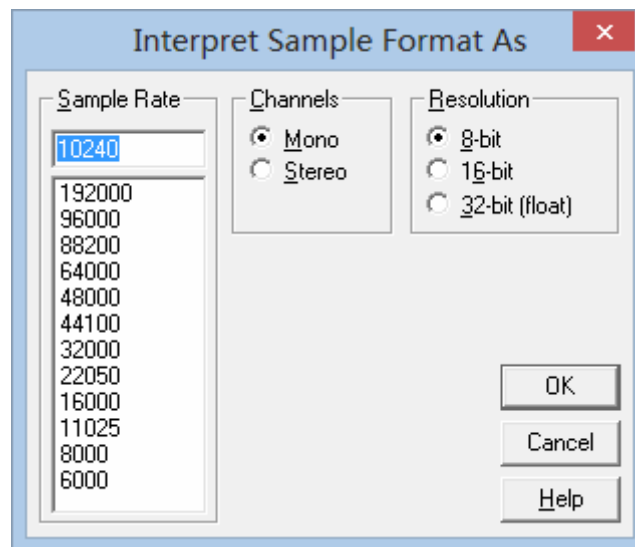 Interpret Sample Format As
Sample Rate
10240
192000
96000
88200
64000
48000
44100
32000
22050
16000
11025
8000
6000
Channels
Mono
Stereo
Resolution
8-bit
16-bit
32-bit (float)
OK
Cancel
Help